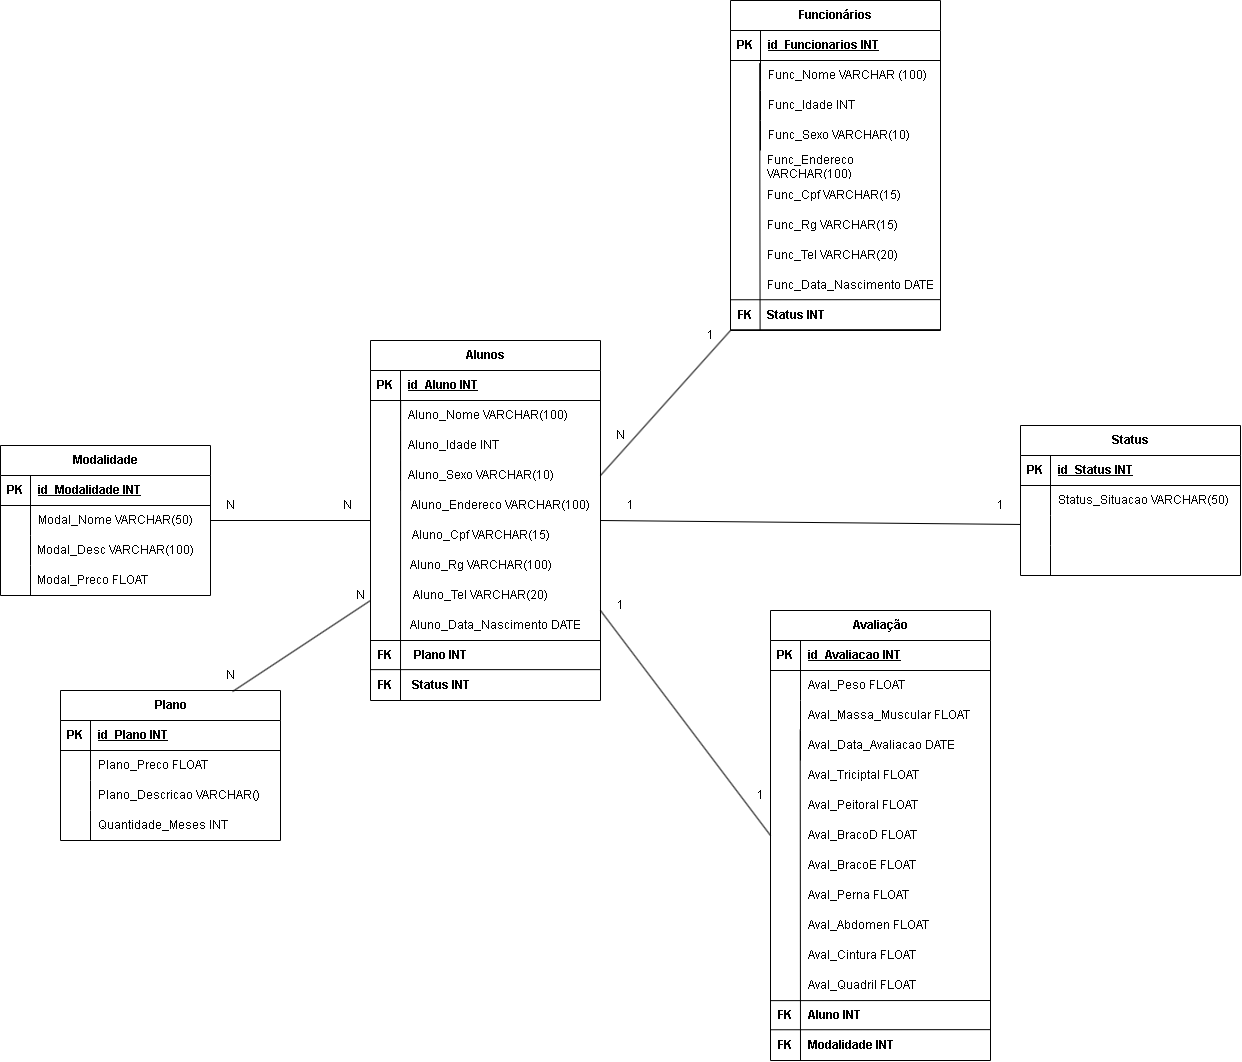 Funcionários
PK id_Funcionarios INT
Func_Nome VARCHAR (100)
Func_Idade INT
Func_Sexo VARCHAR(10)
Func_Endereco
VARCHAR(100)
Func_Cpf VARCHAR(15)
Func_Rg VARCHAR(15)
Func_Tel VARCHAR(20)
Func_Data_Nascimento DATE
FK Status INT
1
N
Alunos
PK id_Aluno INT
Aluno_Nome VARCHAR(100)
Aluno_Idade INT
Aluno_Sexo VARCHAR(10)
Aluno_Endereco VARCHAR(100)
Aluno_Cpf VARCHAR(15)
Aluno_Rg VARCHAR(100)
Aluno_Tel VARCHAR(20)
Aluno_Data_Nascimento DATE
FK Plano INT
FK Status INT
Modalidade
PK id_Modalidade INT
Modal_Nome VARCHAR(50)
Modal_Desc VARCHAR(100)
Modal_Preco FLOAT
N N
1 1
Status
PK id_Status INT
Status_Situacao VARCHAR(50)
N
N
Plano
PK id_Plano INT
Plano_Preco FLOAT
Plano_Descricao VARCHAR()
Quantidade_Meses INT
1
1
Avaliação
PK id_Avaliacao INT
Aval_Peso FLOAT
Aval_Massa_Muscular FLOAT
Aval_Data_Avaliacao DATE
Aval_Triciptal FLOAT
Aval_Peitoral FLOAT
Aval_BracoD FLOAT
Aval_BracoE FLOAT
Aval_Perna FLOAT
Aval_Abdomen FLOAT
Aval_Cintura FLOAT
Aval_Quadril FLOAT
FK Aluno INT
FK Modalidade INT